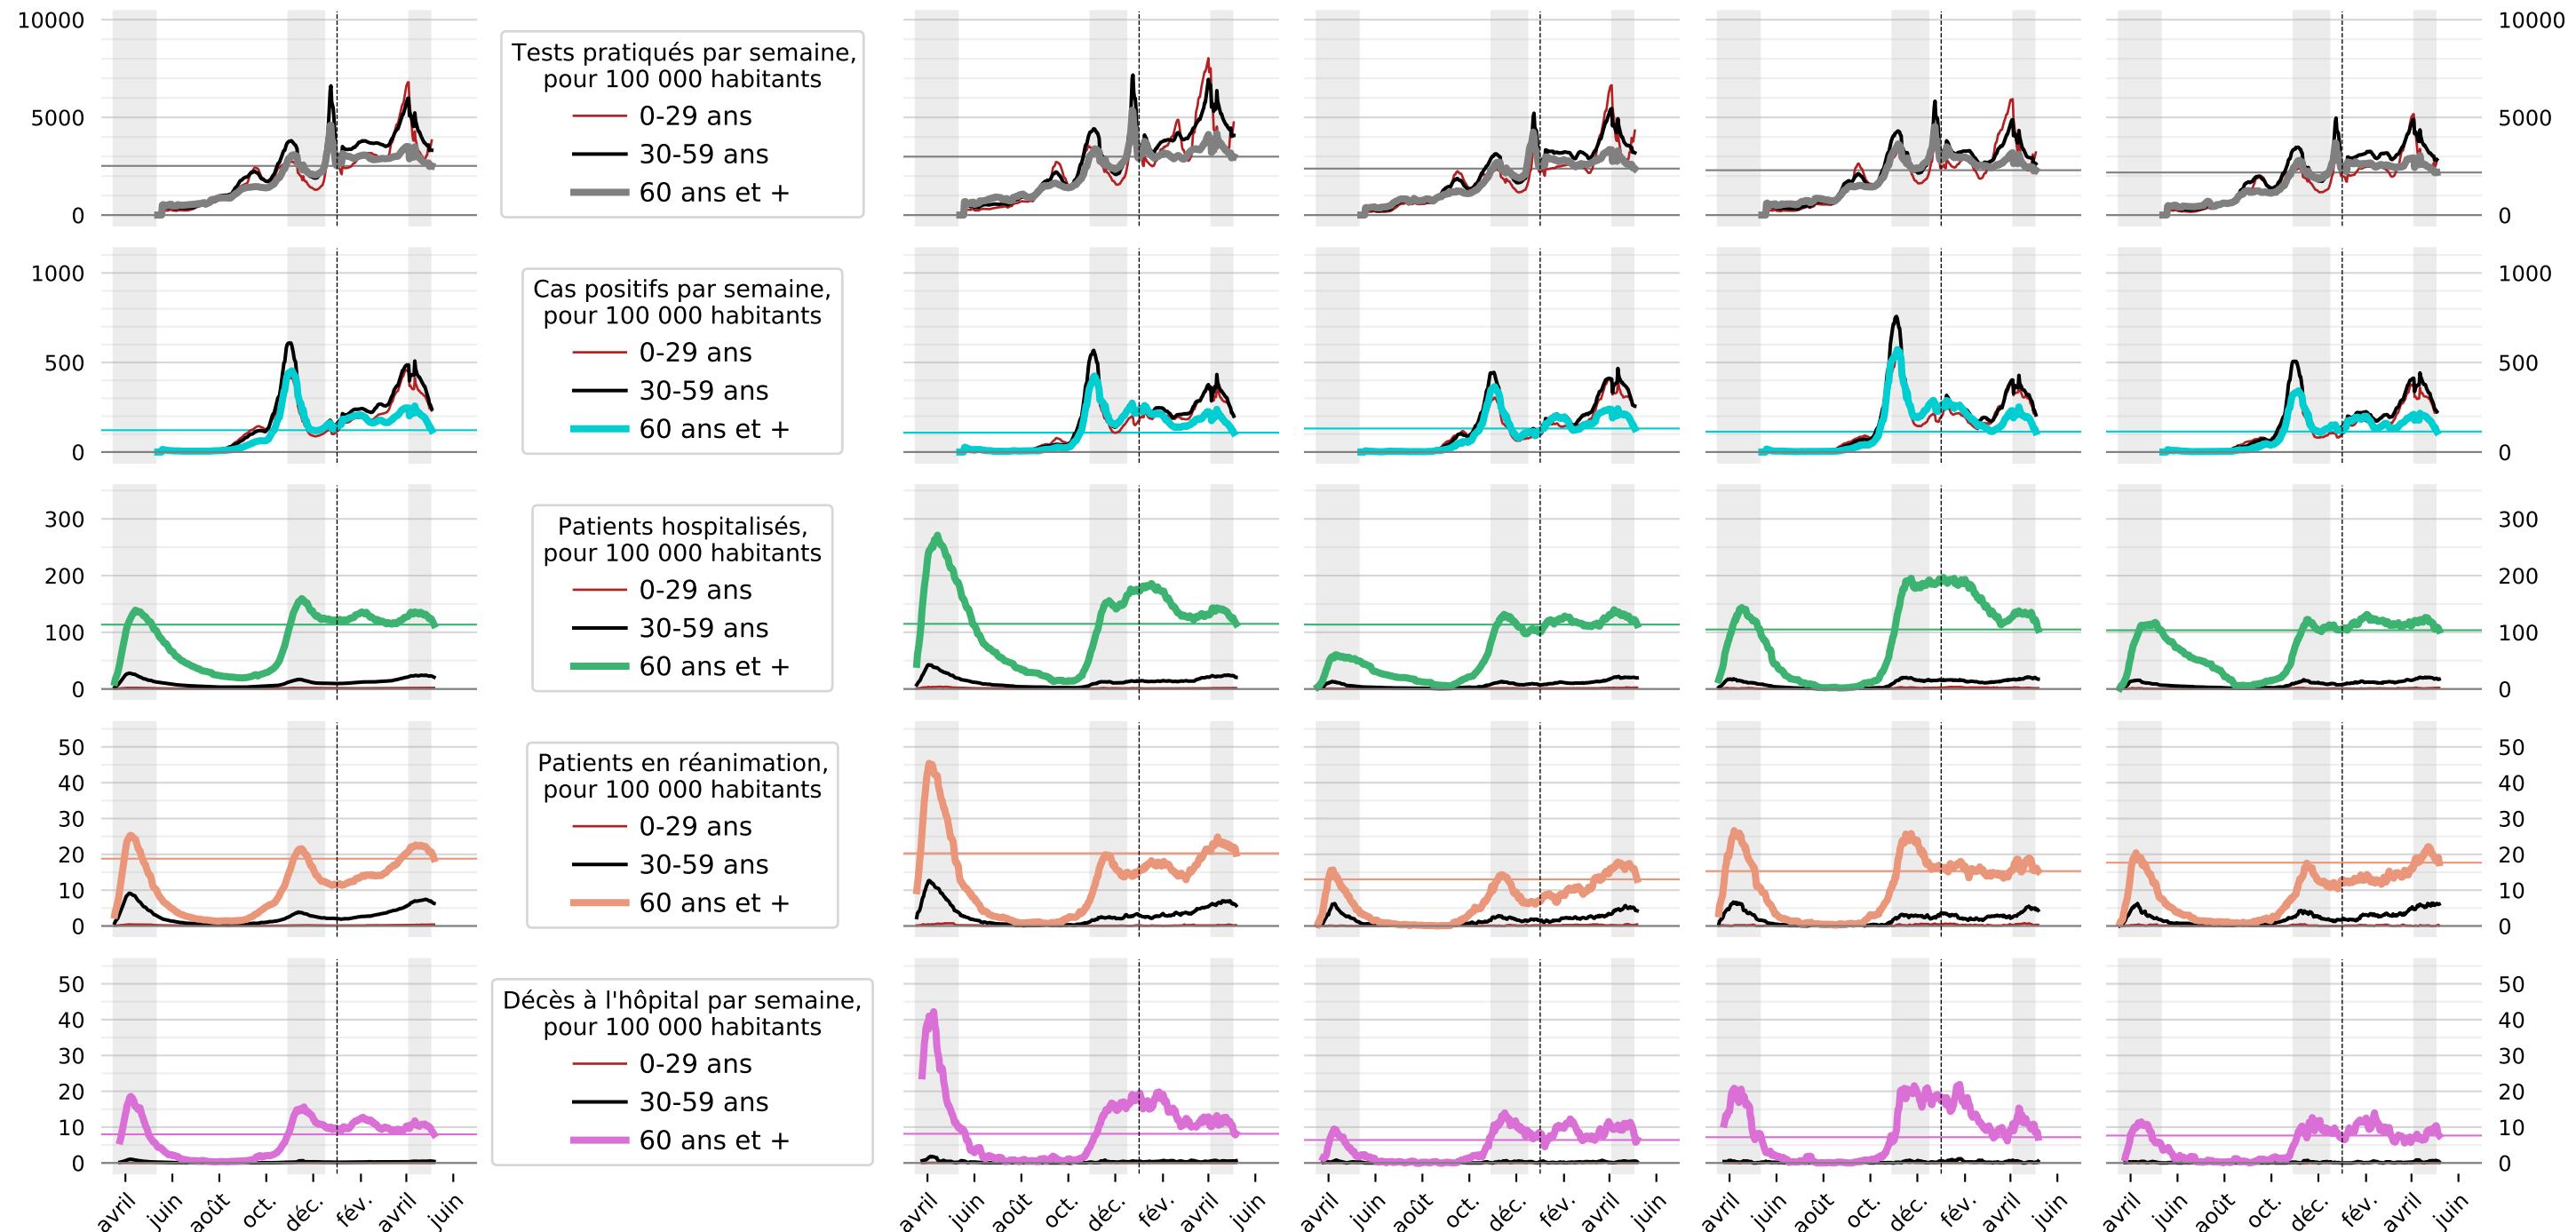 10000
5000
0
Tests pratiqués par semaine,
pour 100 000 habitants
0-29 ans
30-59 ans
60 ans et +
10000
5000
0
1000
500
0
Cas positifs par semaine,
pour 100 000 habitants
0-29 ans
30-59 ans
60 ans et +
1000
500
0
300
200
100
0
Patients hospitalisés,
pour 100 000 habitants
0-29 ans
30-59 ans
60 ans et +
300
200
100
0
50
40
30
20
10
0
Patients en réanimation,
pour 100 000 habitants
0-29 ans
30-59 ans
60 ans et +
50
40
30
20
10
0
50
40
30
20
10
0
Décès à l'hôpital par semaine,
pour 100 000 habitants
0-29 ans
30-59 ans
60 ans et +
50
40
30
20
10
0
avril juin août oct. déc. fév. avril juin
avril juin août oct. déc. fév. avril juin
avril juin août oct. déc. fév. avril juin
avril juin août oct. déc. fév. avril juin
avril juin août oct. déc. fév. avril juin